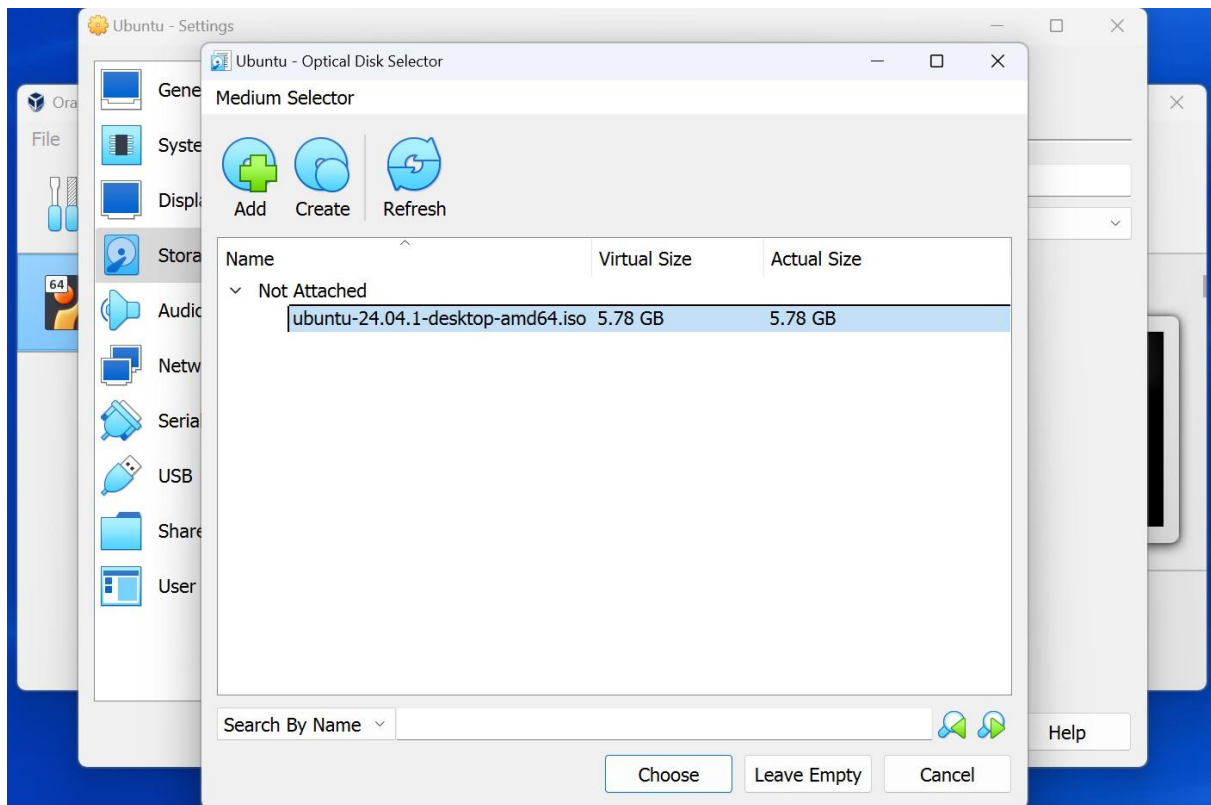 Ubuntu - Settings
Ubuntu - Optical Disk Selector
Medium Selector
Add Create Refresh
Name Virtual Size Actual Size
Not Attached
ubuntu-24.04.1-desktop-amd64.iso 5.78 GB 5.78 GB
Search By Name
Choose Leave Empty Cancel
Help
Ora
File
64
Gene
Syste
Displa
Stora
Audio
Netw
Seria
USB
Share
User